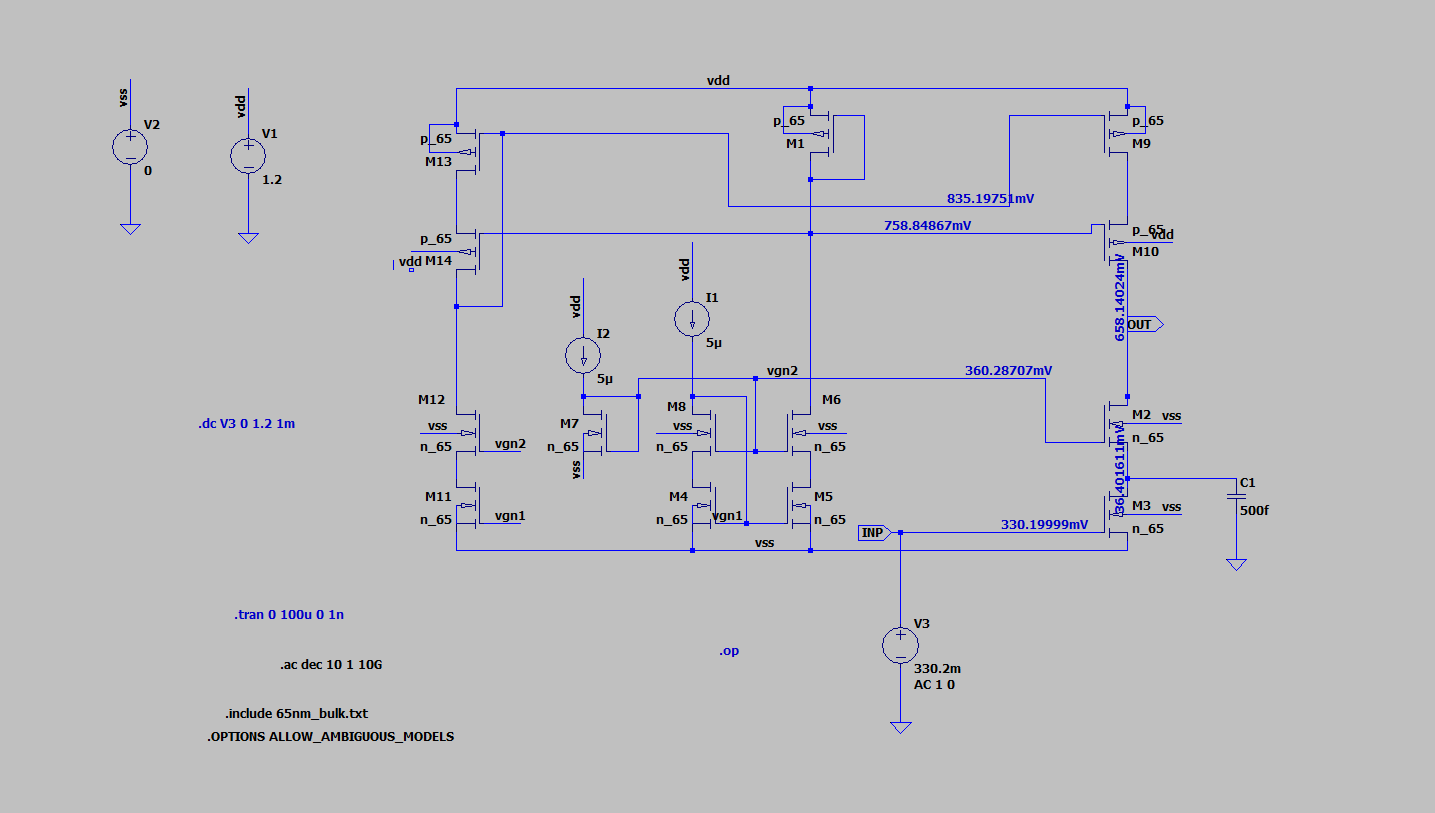 vdd
vss
V2
0
vdd
V1
1.2
p_65
M13
p_65
M1
p_65
M9
835.19751mV
758.84867mV
p_65
vdd
M14
p_65
vdd
M10
658.14024mV
OUT
vdd
I1
5µ
vdd
I2
5µ
vgn2
360.28707mV
M12
vss
n_65
vgn2
M7
n_65
vss
M8
vss
n_65
M6
vss
n_65
M2
vss
n_65
36.401611mV
.dc V3 0 1.2 1m
M11
n_65
vgn1
M4
n_65
vgn1
M5
n_65
INP
330.19999mV
M3
vss
n_65
C1
500f
vss
.tran 0 100u 0 1n
.ac dec 10 1 10G
.op
V3
330.2m
AC 1 0
.include 65nm_bulk.txt
.OPTIONS ALLOW_AMBIGUOUS_MODELS